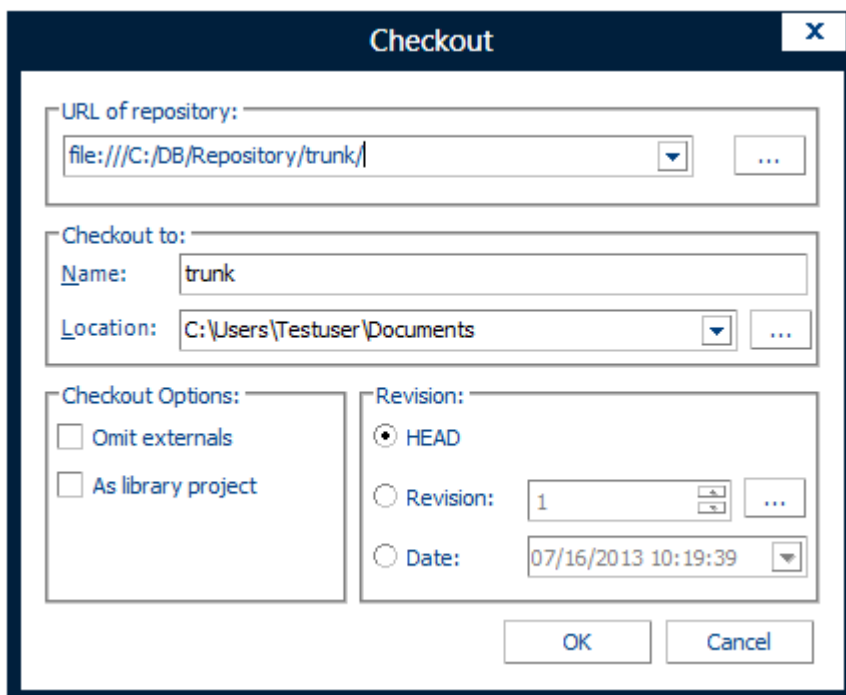 Checkout
x
URL of repository:
file:///C:/DB/Repository/trunk/
...
Checkout to:
Name:
trunk
Location:
C:\Users\Testuser\Documents
...
Checkout Options:
Omit externals
As library project
Revision:
HEAD
Revision:
1
...
Date:
07/16/2013 10:19:39
OK
Cancel